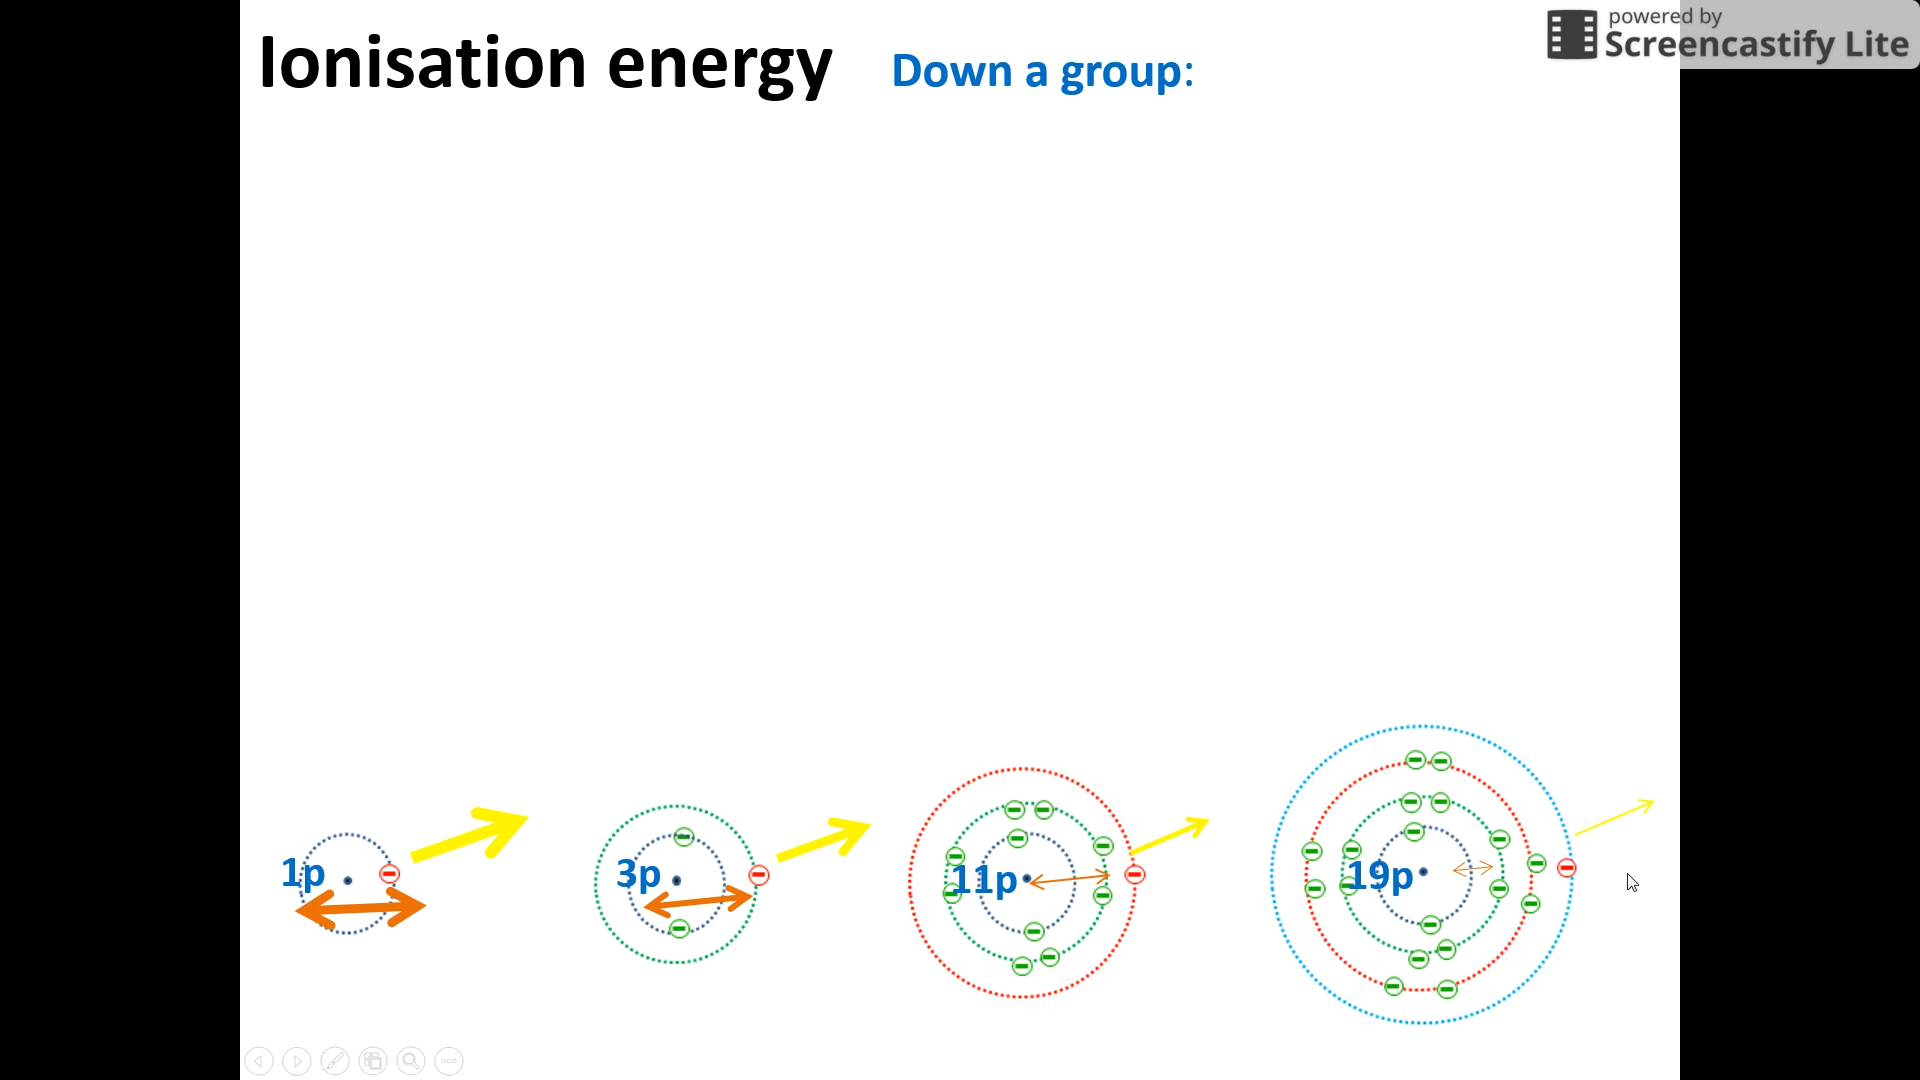 Ionisation energy
Down a group:
powered by
Screencastify Lite
1p
3p
11p
19p